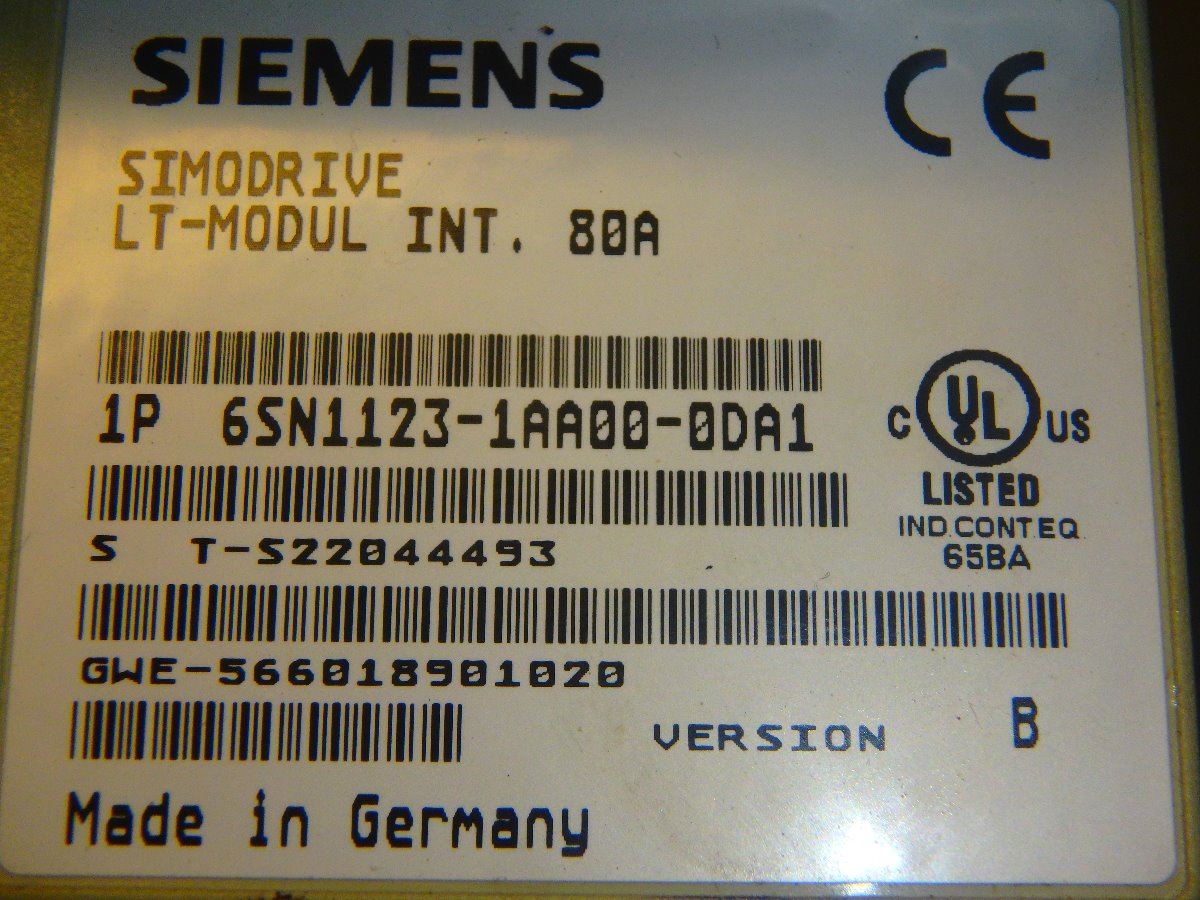 SIEMENS
CE
SIMODRIVE
LT-MODUL INT. 80A
1P 6SN1123-1AA00-0DA1
C UL US
LISTED
IND.CONT.EQ.
65BA
S T-S22044493
GWE-566018901020
VERSION B
Made in Germany